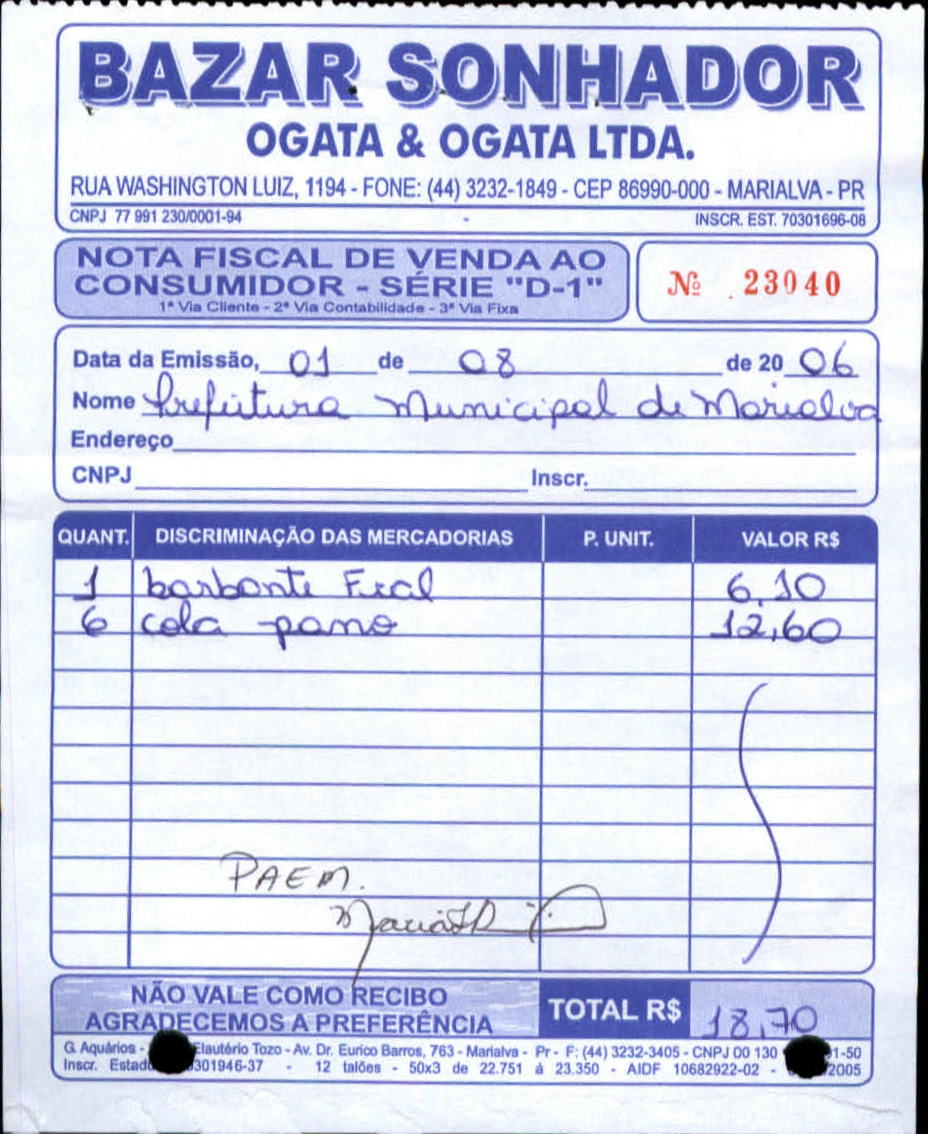 BAZAR SONHADOR
OGATA & OGATA LTDA.
RUA WASHINGTON LUIZ, 1194 - FONE: (44) 3232-1849 - CEP 86990-000 - MARIALVA - PR
CNPJ 77 991 230/0001-94 INSCR. EST. 70301696-08
NOTA FISCAL DE VENDA AO
CONSUMIDOR - SÉRIE "D-1"
1ª Via Cliente - 2ª Via Contabilidade - 3ª Via Fixa
Nº 23040
Data da Emissão, 01 de 08 de 2006
Nome Prefeitura Municipal de Marialva
Endereço
CNPJ Inscr.
QUANT. DISCRIMINAÇÃO DAS MERCADORIAS P. UNIT. VALOR R$
1 barbante 6,10
6 cola pano 12,60
PAEM.
NÃO VALE COMO RECIBO
AGRADECEMOS A PREFERÊNCIA
TOTAL R$ 18,70
G. Aquários - Elautério Tozo - Av. Dr. Eurico Barros, 763 - Marialva - Pr - F: (44) 3232-3405 - CNPJ 00 130 1-50
Inscr. Estad 301946-37 - 12 talões - 50x3 de 22.751 à 23.350 - AIDF 10682922-02 - 2005